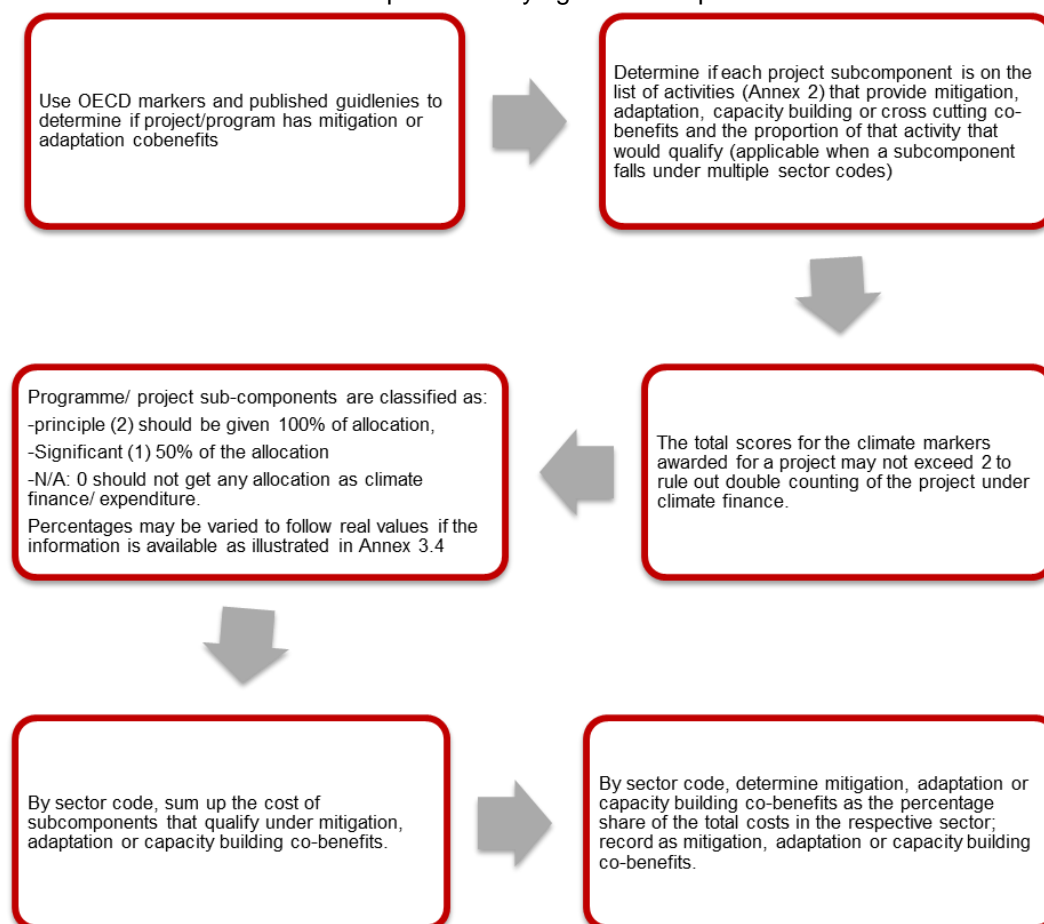 Use OECD markers and published guidlenies to
determine if project/program has mitigation or
adaptation cobenefits
Determine if each project subcomponent is on the
list of activities (Annex 2) that provide mitigation,
adaptation, capacity building or cross cutting co-
benefits and the proportion of that activity that
would qualify (applicable when a subcomponent
falls under multiple sector codes)
The total scores for the climate markers
awarded for a project may not exceed 2 to
rule out double counting of the project under
climate finance.
Programme/ project sub-components are classified as:
-principle (2) should be given 100% of allocation,
-Significant (1) 50% of the allocation
-N/A: 0 should not get any allocation as climate
finance/ expenditure.
Percentages may be varied to follow real values if the
information is available as illustrated in Annex 3.4
By sector code, sum up the cost of
subcomponents that qualify under mitigation,
adaptation or capacity building co-benefits.
By sector code, determine mitigation, adaptation or
capacity building co-benefits as the percentage
share of the total costs in the respective sector;
record as mitigation, adaptation or capacity building
co-benefits.